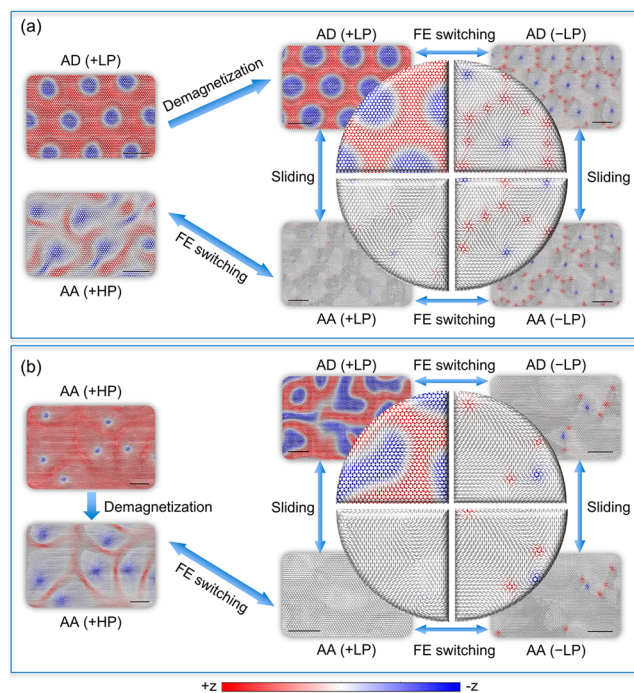 (a)
AD (+LP)
Demagnetization
AD (+LP)
FE switching
AD (−LP)
Sliding
Sliding
AA (+HP)
FE switching
AA (+LP)
FE switching
AA (−LP)
(b)
AA (+HP)
Demagnetization
AA (+HP)
AD (+LP)
FE switching
AD (−LP)
Sliding
Sliding
FE switching
AA (+LP)
FE switching
AA (−LP)
+z
-z